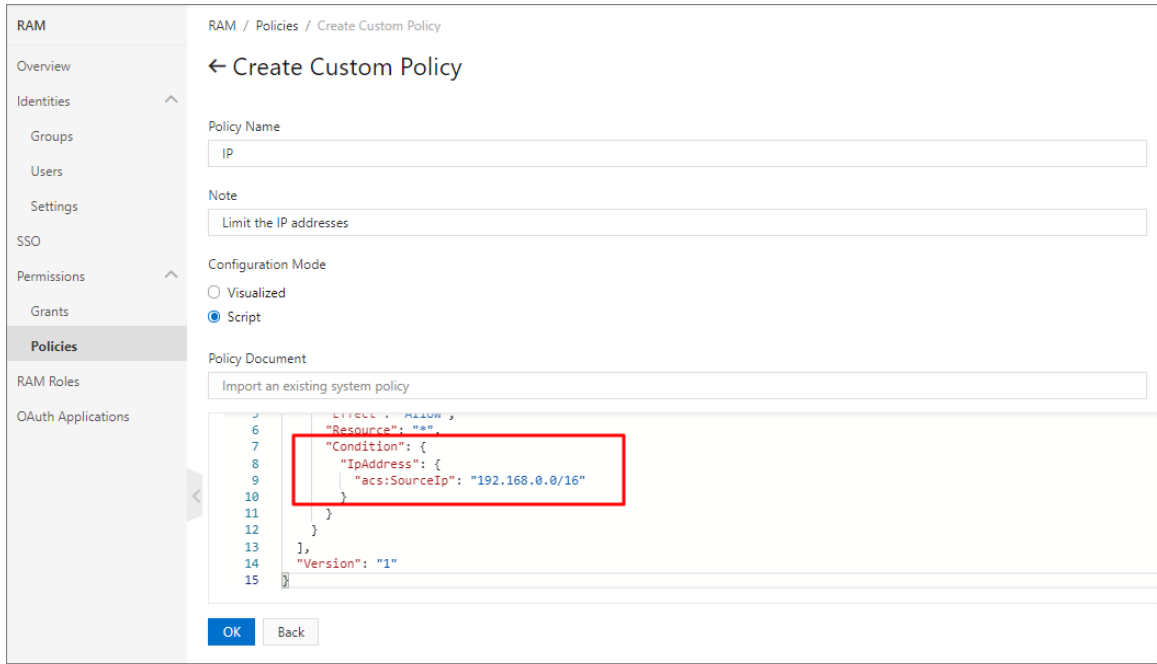 RAM
Overview
Identities
Groups
Users
Settings
SSO
Permissions
Grants
Policies
RAM Roles
OAuth Applications
RAM / Policies / Create Custom Policy
← Create Custom Policy
Policy Name
IP
Note
Limit the IP addresses
Configuration Mode
Visualized
Script
Policy Document
Import an existing system policy
5 "Effect": "Allow",
6 "Resource": "*",
7 "Condition": {
8 "IpAddress": {
9 "acs:SourceIp": "192.168.0.0/16"
10 }
11 }
12 }
13 ],
14 "Version": "1"
15 }
OK
Back